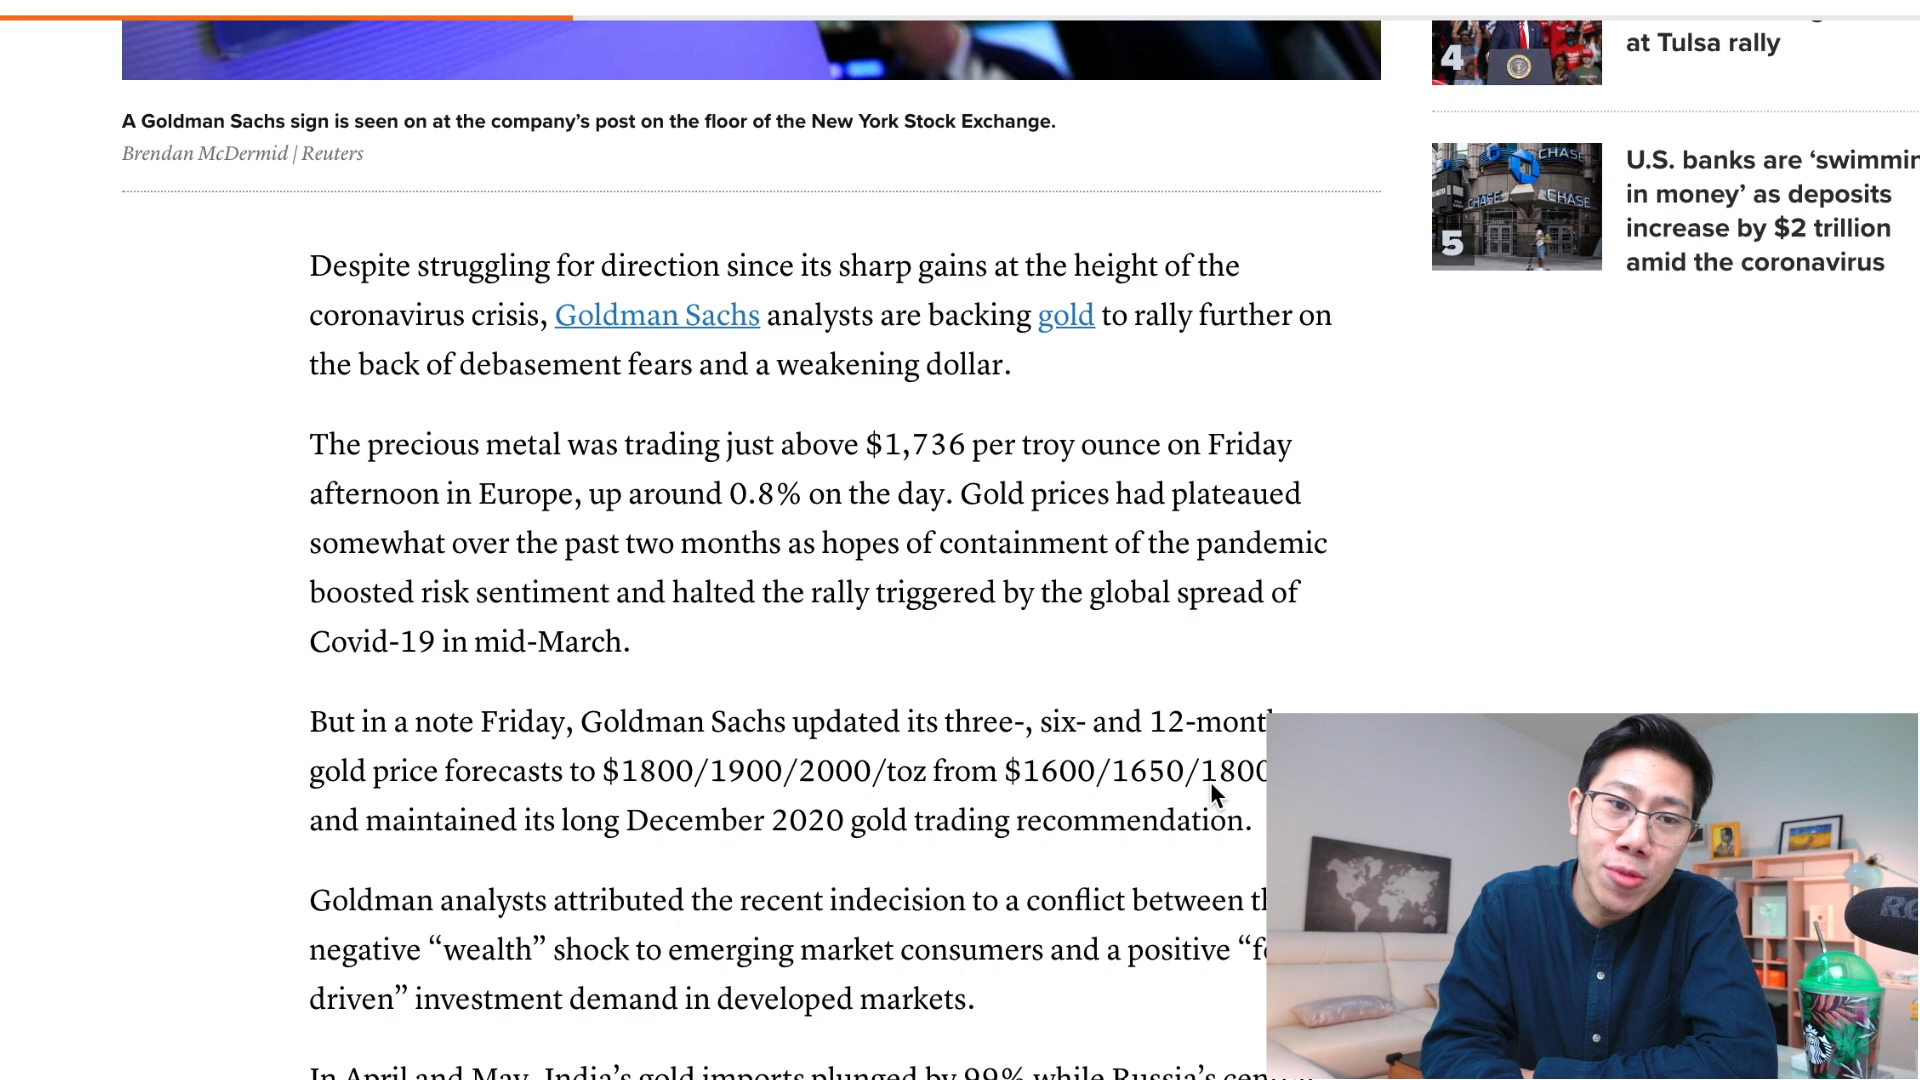 at Tulsa rally
4
A Goldman Sachs sign is seen on at the company’s post on the floor of the New York Stock Exchange.
Brendan McDermid | Reuters
CHASE
CHASE
CHASE
5
U.S. banks are ‘swimmin
in money’ as deposits
increase by $2 trillion
amid the coronavirus
Despite struggling for direction since its sharp gains at the height of the
coronavirus crisis, Goldman Sachs analysts are backing gold to rally further on
the back of debasement fears and a weakening dollar.
The precious metal was trading just above $1,736 per troy ounce on Friday
afternoon in Europe, up around 0.8% on the day. Gold prices had plateaued
somewhat over the past two months as hopes of containment of the pandemic
boosted risk sentiment and halted the rally triggered by the global spread of
Covid-19 in mid-March.
But in a note Friday, Goldman Sachs updated its three-, six- and 12-mont
gold price forecasts to $1800/1900/2000/toz from $1600/1650/1800
and maintained its long December 2020 gold trading recommendation.
Goldman analysts attributed the recent indecision to a conflict between th
negative “wealth” shock to emerging market consumers and a positive “f
driven” investment demand in developed markets.
In April and May, India’s gold imports plunged by 99% while Russia’s cen